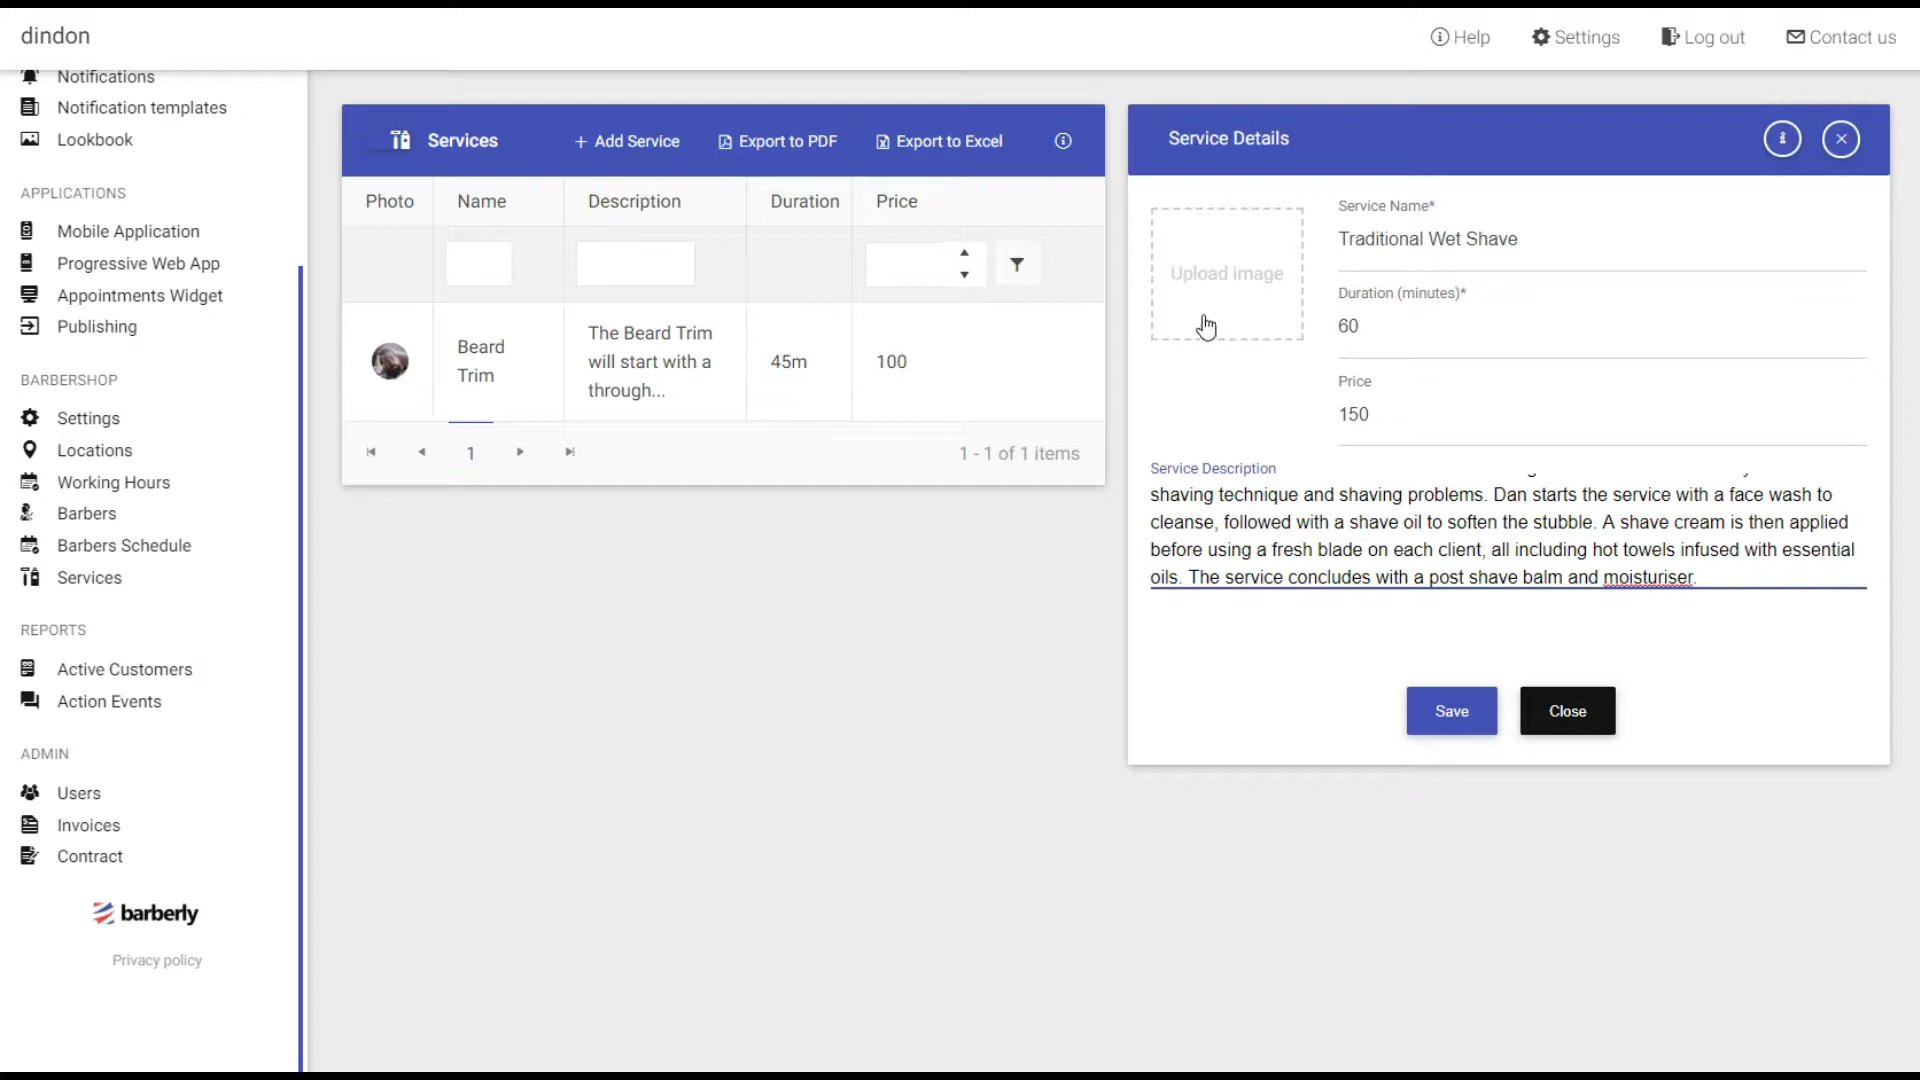 dindon
Help
Settings
Log out
Contact us
Notifications
Notification templates
Lookbook
APPLICATIONS
Mobile Application
Progressive Web App
Appointments Widget
Publishing
BARBERSHOP
Settings
Locations
Working Hours
Barbers
Barbers Schedule
Services
REPORTS
Active Customers
Action Events
ADMIN
Users
Invoices
Contract
barberly
Privacy policy
Services
+ Add Service
Export to PDF
Export to Excel
Photo Name Description Duration Price
Beard
Trim
The Beard Trim
will start with a
through...
45m
100
1
1 - 1 of 1 items
Service Details
Upload image
Service Name*
Traditional Wet Shave
Duration (minutes)*
60
Price
150
Service Description
shaving technique and shaving problems. Dan starts the service with a face wash to
cleanse, followed with a shave oil to soften the stubble. A shave cream is then applied
before using a fresh blade on each client, all including hot towels infused with essential
oils. The service concludes with a post shave balm and moisturiser.
Save
Close